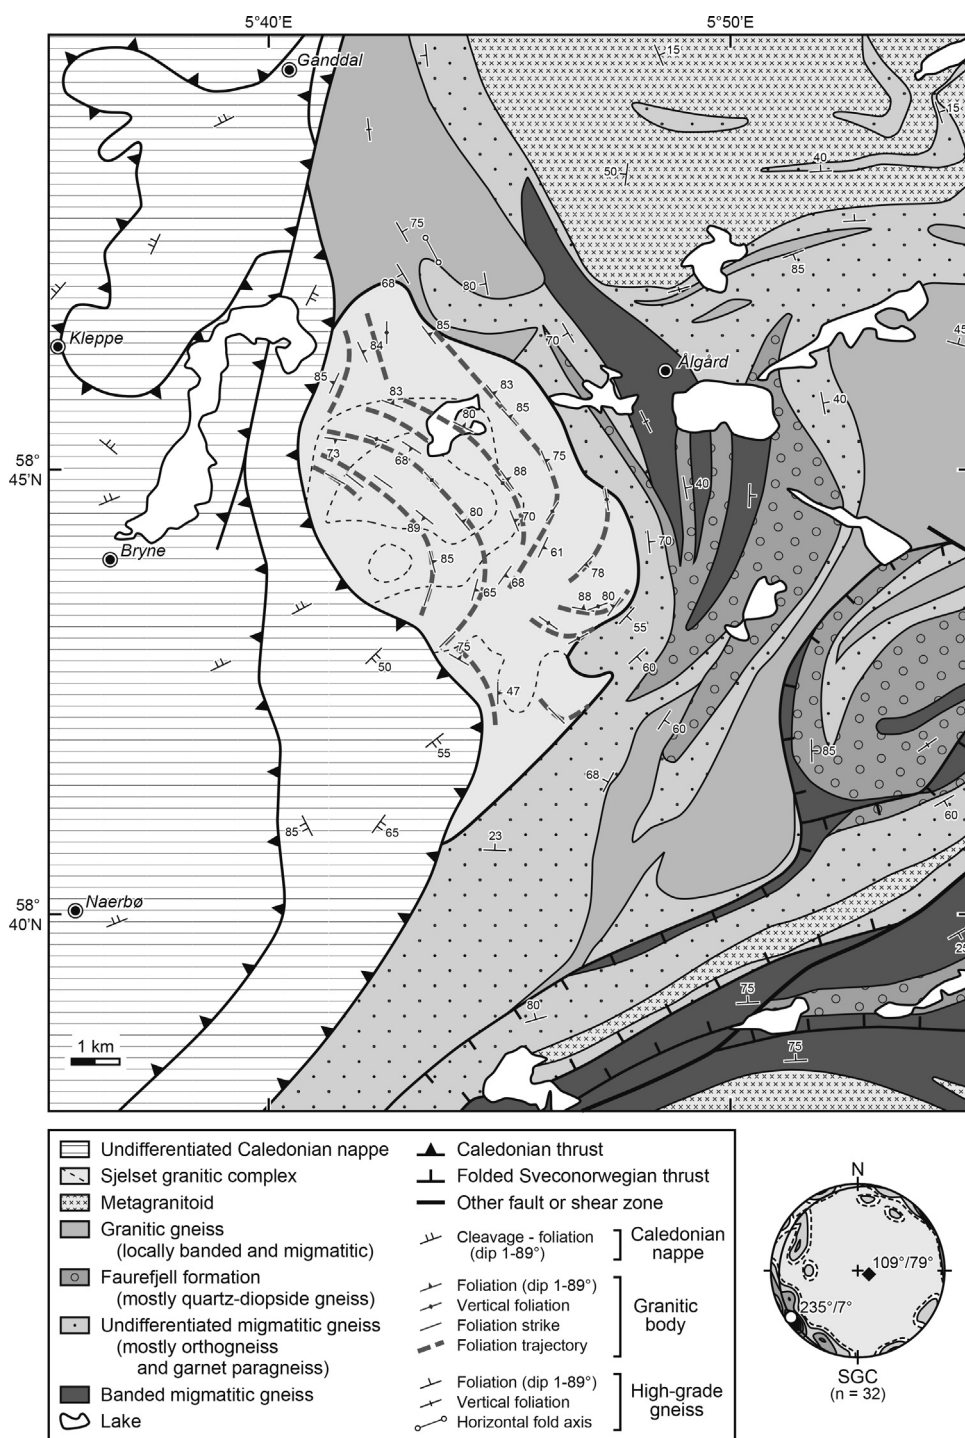 5°40'E
5°50'E
Ganddal
15
15
40
50
75
85
68
80
Kleppe
84
85
70
Ålgård
45
85
83
83
85
40
80
73
68
75
58°
45'N
88
40
89
80
70
70
Bryne
85
61
78
68
65
88
80
55
75
50
60
47
60
55
85
68
60
85
65
23
58°
40'N
Naerbø
75
80
75
1 km
Undifferentiated Caledonian nappe
Sjelset granitic complex
Metagranitoid
Granitic gneiss
(locally banded and migmatitic)
Faurefjell formation
(mostly quartz-diopside gneiss)
Undifferentiated migmatitic gneiss
(mostly orthogneiss
and garnet paragneiss)
Banded migmatitic gneiss
Lake
Caledonian thrust
Folded Sveconorwegian thrust
Other fault or shear zone
Cleavage - foliation
(dip 1-89°)
Caledonian
nappe
Foliation (dip 1-89°)
Vertical foliation
Foliation strike
Foliation trajectory
Granitic
body
Foliation (dip 1-89°)
Vertical foliation
Horizontal fold axis
High-grade
gneiss
N
109°/79°
235°/7°
SGC
(n = 32)